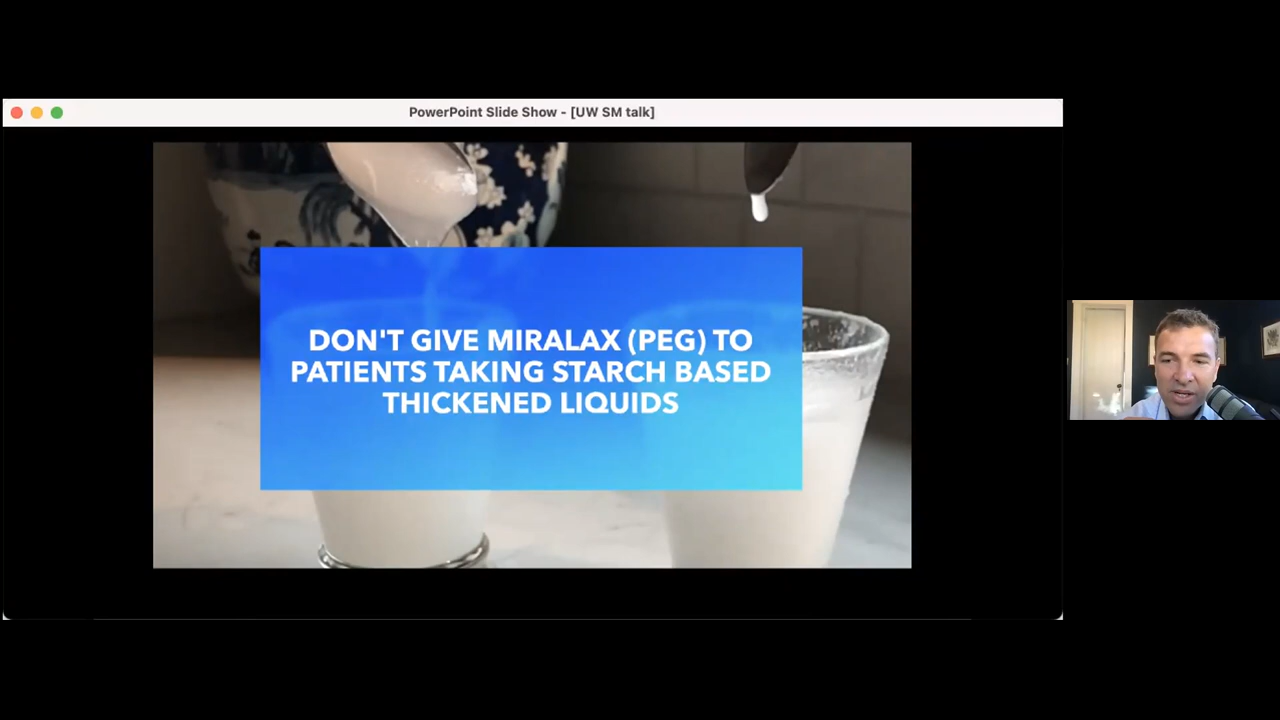 PowerPoint Slide Show - [UW SM talk]
DON'T GIVE MIRALAX (PEG) TO
PATIENTS TAKING STARCH BASED
THICKENED LIQUIDS